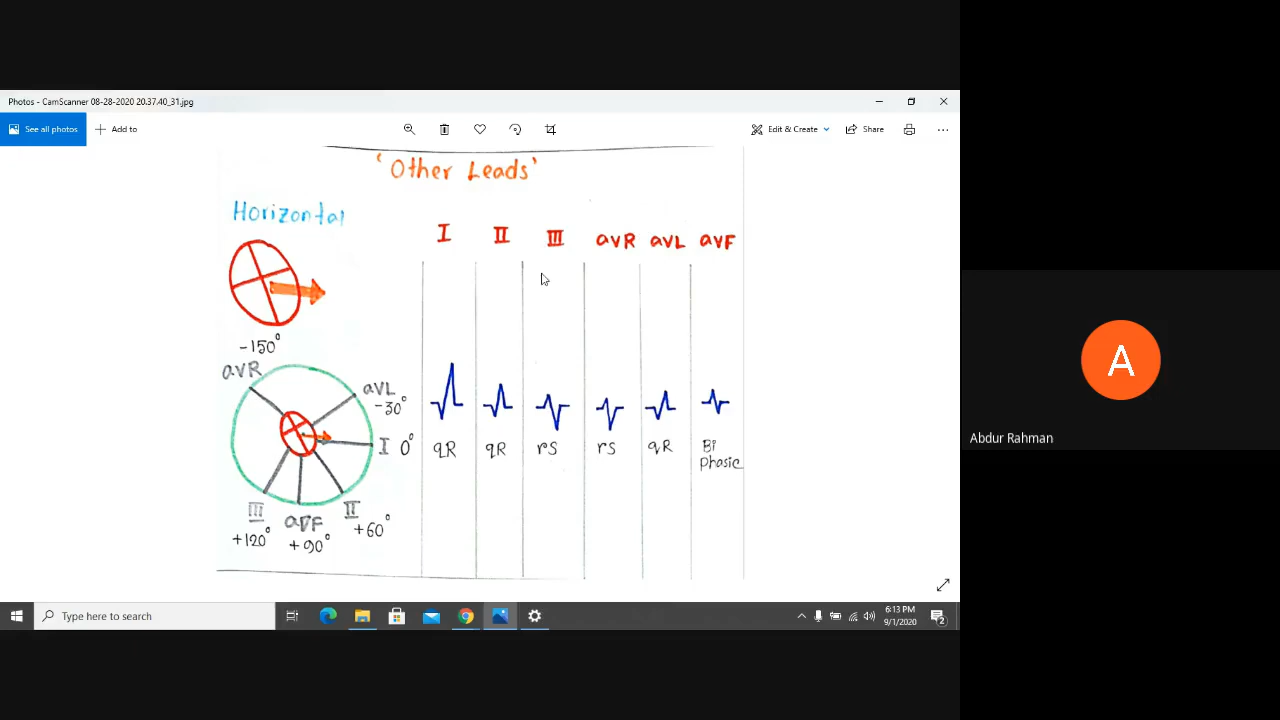 Photos - CamScanner 08-28-2020 20.37.40_31.jpg
See all photos
Add to
Edit & Create
Share
'Other Leads'
Horizontal
I II III aVR aVL aVF
-150°
aVR
aVL
-30°
I 0°
II
+60°
aVF
+90°
III
+120°
qR qR rS rS qR Bi
Phasic
Abdur Rahman
A
Type here to search
6:13 PM
9/1/2020
2